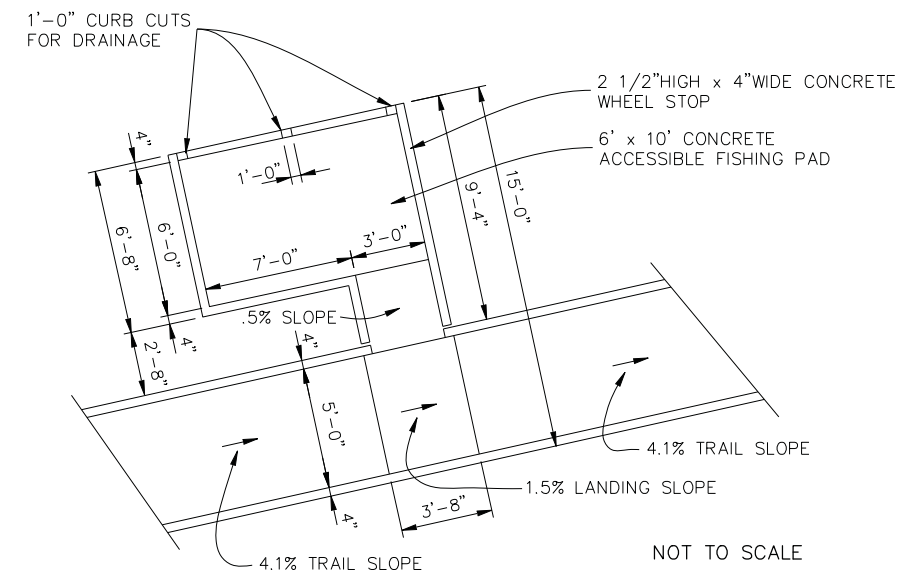 1'-0" CURB CUTS
FOR DRAINAGE
2 1/2"HIGH x 4"WIDE CONCRETE
WHEEL STOP
6' x 10' CONCRETE
ACCESSIBLE FISHING PAD
4"
1'-0"
9'-4"
15'-0"
6'-8"
6'-0"
3'-0"
7'-0"
.5% SLOPE
4"
4"
2'-8"
5'-0"
4.1% TRAIL SLOPE
1.5% LANDING SLOPE
3'-8"
4"
4.1% TRAIL SLOPE
NOT TO SCALE